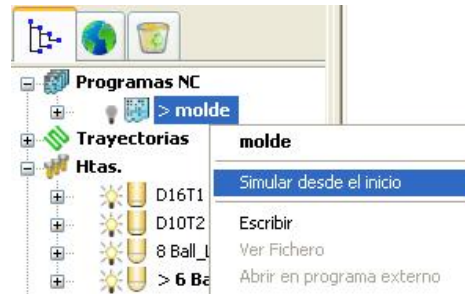 Programas NC
> molde
Trayectorias
Htas.
D16T1
D10T2
8 Ball_L
> 6 Ba
molde
Simular desde el inicio
Escribir
Ver Fichero
Abrir en programa externo